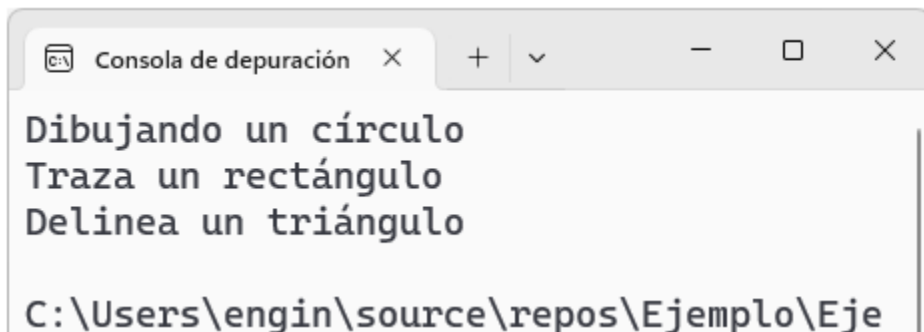 Consola de depuración
Dibujando un círculo
Traza un rectángulo
Delinea un triángulo
C:\Users\engin\source\repos\Ejemplo\Eje